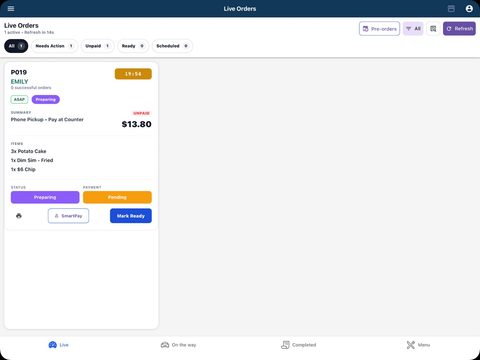 Live Orders
Live Orders
1 active • Refresh in 14s
Pre-orders
All
Refresh
All 1
Needs Action 1
Unpaid 1
Ready 0
Scheduled 0
P019
19:54
EMILY
0 successful orders
ASAP
Preparing
SUMMARY
UNPAID
Phone Pickup • Pay at Counter
$13.80
ITEMS
3x Potato Cake
1x Dim Sim - Fried
1x $6 Chip
STATUS
PAYMENT
Preparing
Pending
SmartPay
Mark Ready
Live
On the way
Completed
Menu